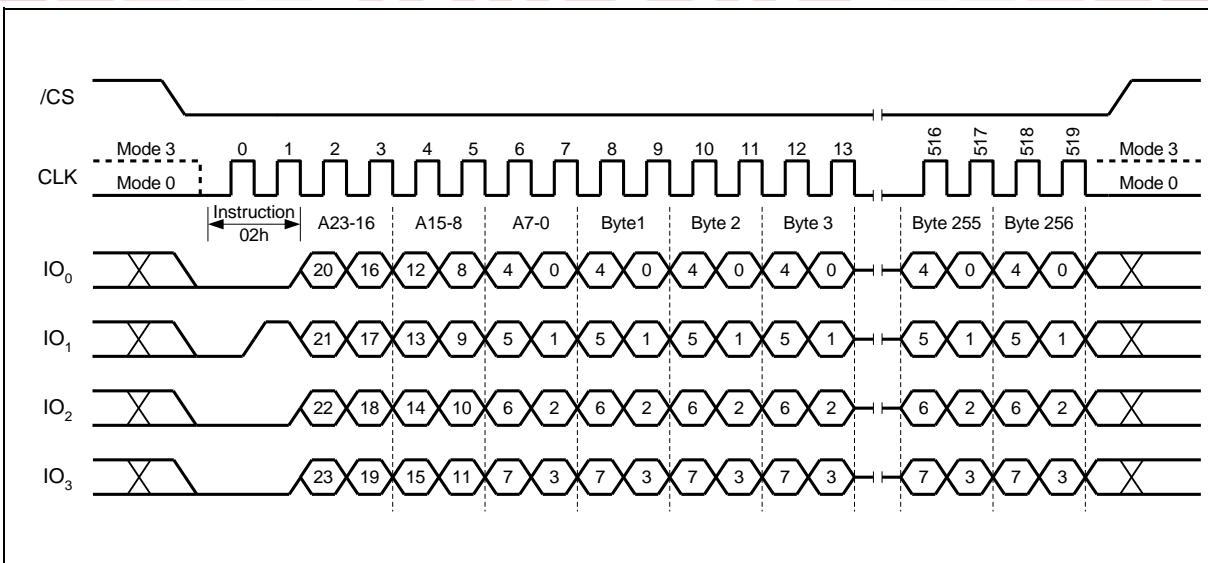 /CS
Mode 3 0 1 2 3 4 5 6 7 8 9 10 11 12 13 516 517 518 519 Mode 3
CLK
Mode 0 Mode 0
Instruction
02h
A23-16 A15-8 A7-0 Byte1 Byte 2 Byte 3 Byte 255 Byte 256
IO0 20 16 12 8 4 0 4 0 4 0 4 0 4 0 4 0
IO1 21 17 13 9 5 1 5 1 5 1 5 1 5 1 5 1
IO2 22 18 14 10 6 2 6 2 6 2 6 2 6 2 6 2
IO3 23 19 15 11 7 3 7 3 7 3 7 3 7 3 7 3